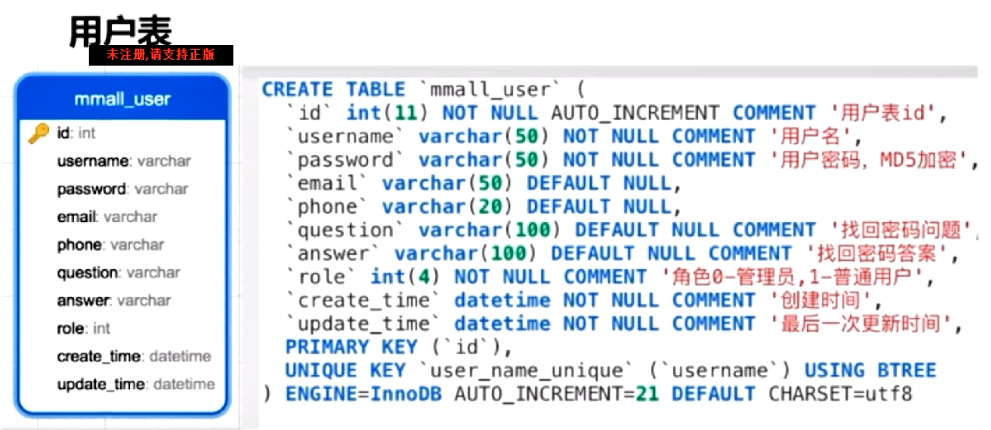 用户表
未注册,请支持正版
mmall_user
id: int
username: varchar
password: varchar
email: varchar
phone: varchar
question: varchar
answer: varchar
role: int
create_time: datetime
update_time: datetime
CREATE TABLE `mmall_user` (
`id` int(11) NOT NULL AUTO_INCREMENT COMMENT '用户表id',
`username` varchar(50) NOT NULL COMMENT '用户名',
`password` varchar(50) NOT NULL COMMENT '用户密码，MD5加密',
`email` varchar(50) DEFAULT NULL,
`phone` varchar(20) DEFAULT NULL,
`question` varchar(100) DEFAULT NULL COMMENT '找回密码问题',
`answer` varchar(100) DEFAULT NULL COMMENT '找回密码答案',
`role` int(4) NOT NULL COMMENT '角色0-管理员,1-普通用户',
`create_time` datetime NOT NULL COMMENT '创建时间',
`update_time` datetime NOT NULL COMMENT '最后一次更新时间',
PRIMARY KEY (`id`),
UNIQUE KEY `user_name_unique` (`username`) USING BTREE
) ENGINE=InnoDB AUTO_INCREMENT=21 DEFAULT CHARSET=utf8